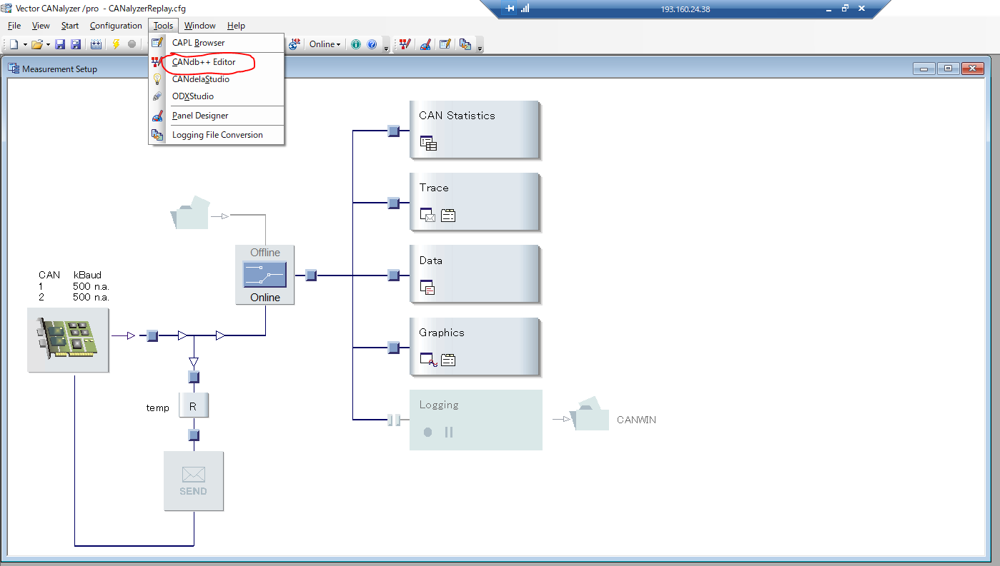 Vector CANalyzer /pro - CANalyzerReplay.cfg
193.160.24.38
File View Start Configuration Tools Window Help
Online
CAPL Browser
CANdb++ Editor
CANdelaStudio
ODXStudio
Panel Designer
Logging File Conversion
Measurement Setup
CAN Statistics
Trace
Offline
Online
Data
CAN kBaud
1 500 n.a.
2 500 n.a.
Graphics
temp
R
Logging
CANWIN
SEND